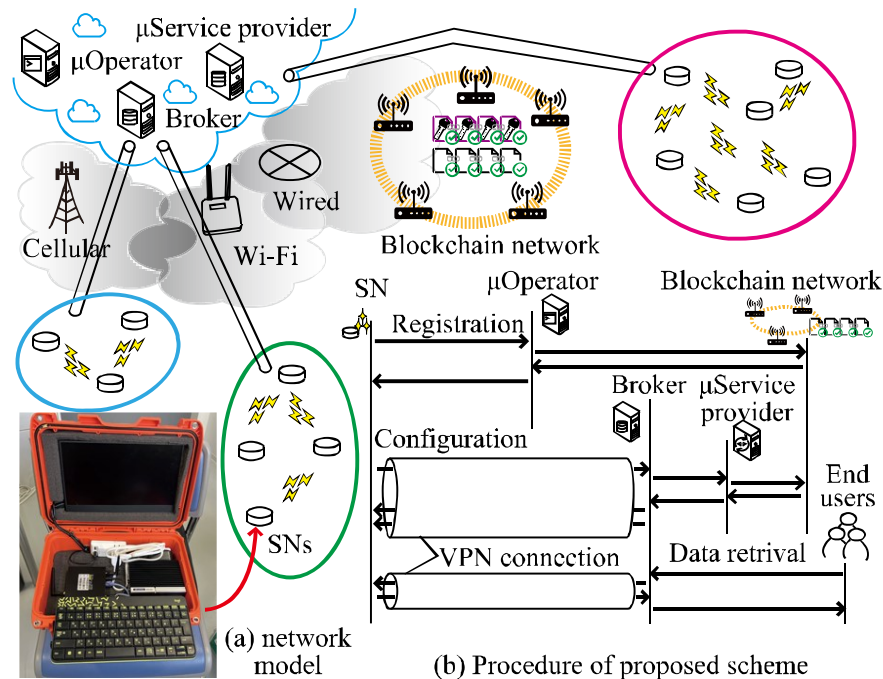 μService provider
μOperator
Broker
Cellular
Wi-Fi
Wired
Blockchain network
SNs
(a) network
model
SN
μOperator
Blockchain network
Registration
Broker
μService
provider
Configuration
End
users
VPN connection
Data retrival
(b) Procedure of proposed scheme